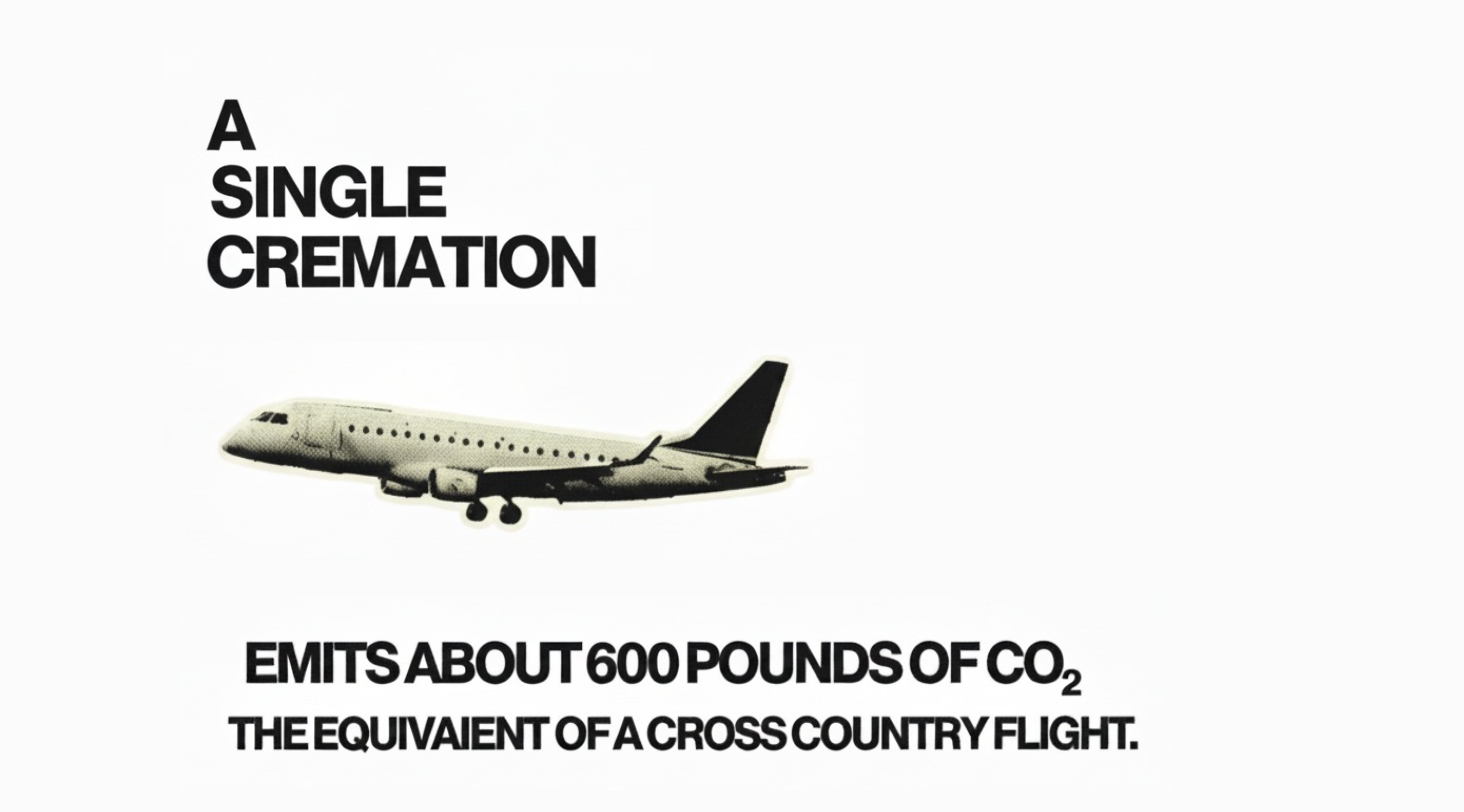 A
SINGLE
CREMATION
EMITS ABOUT 600 POUNDS OF CO₂
THE EQUIVAIENT OF A CROSS COUNTRY FLIGHT.